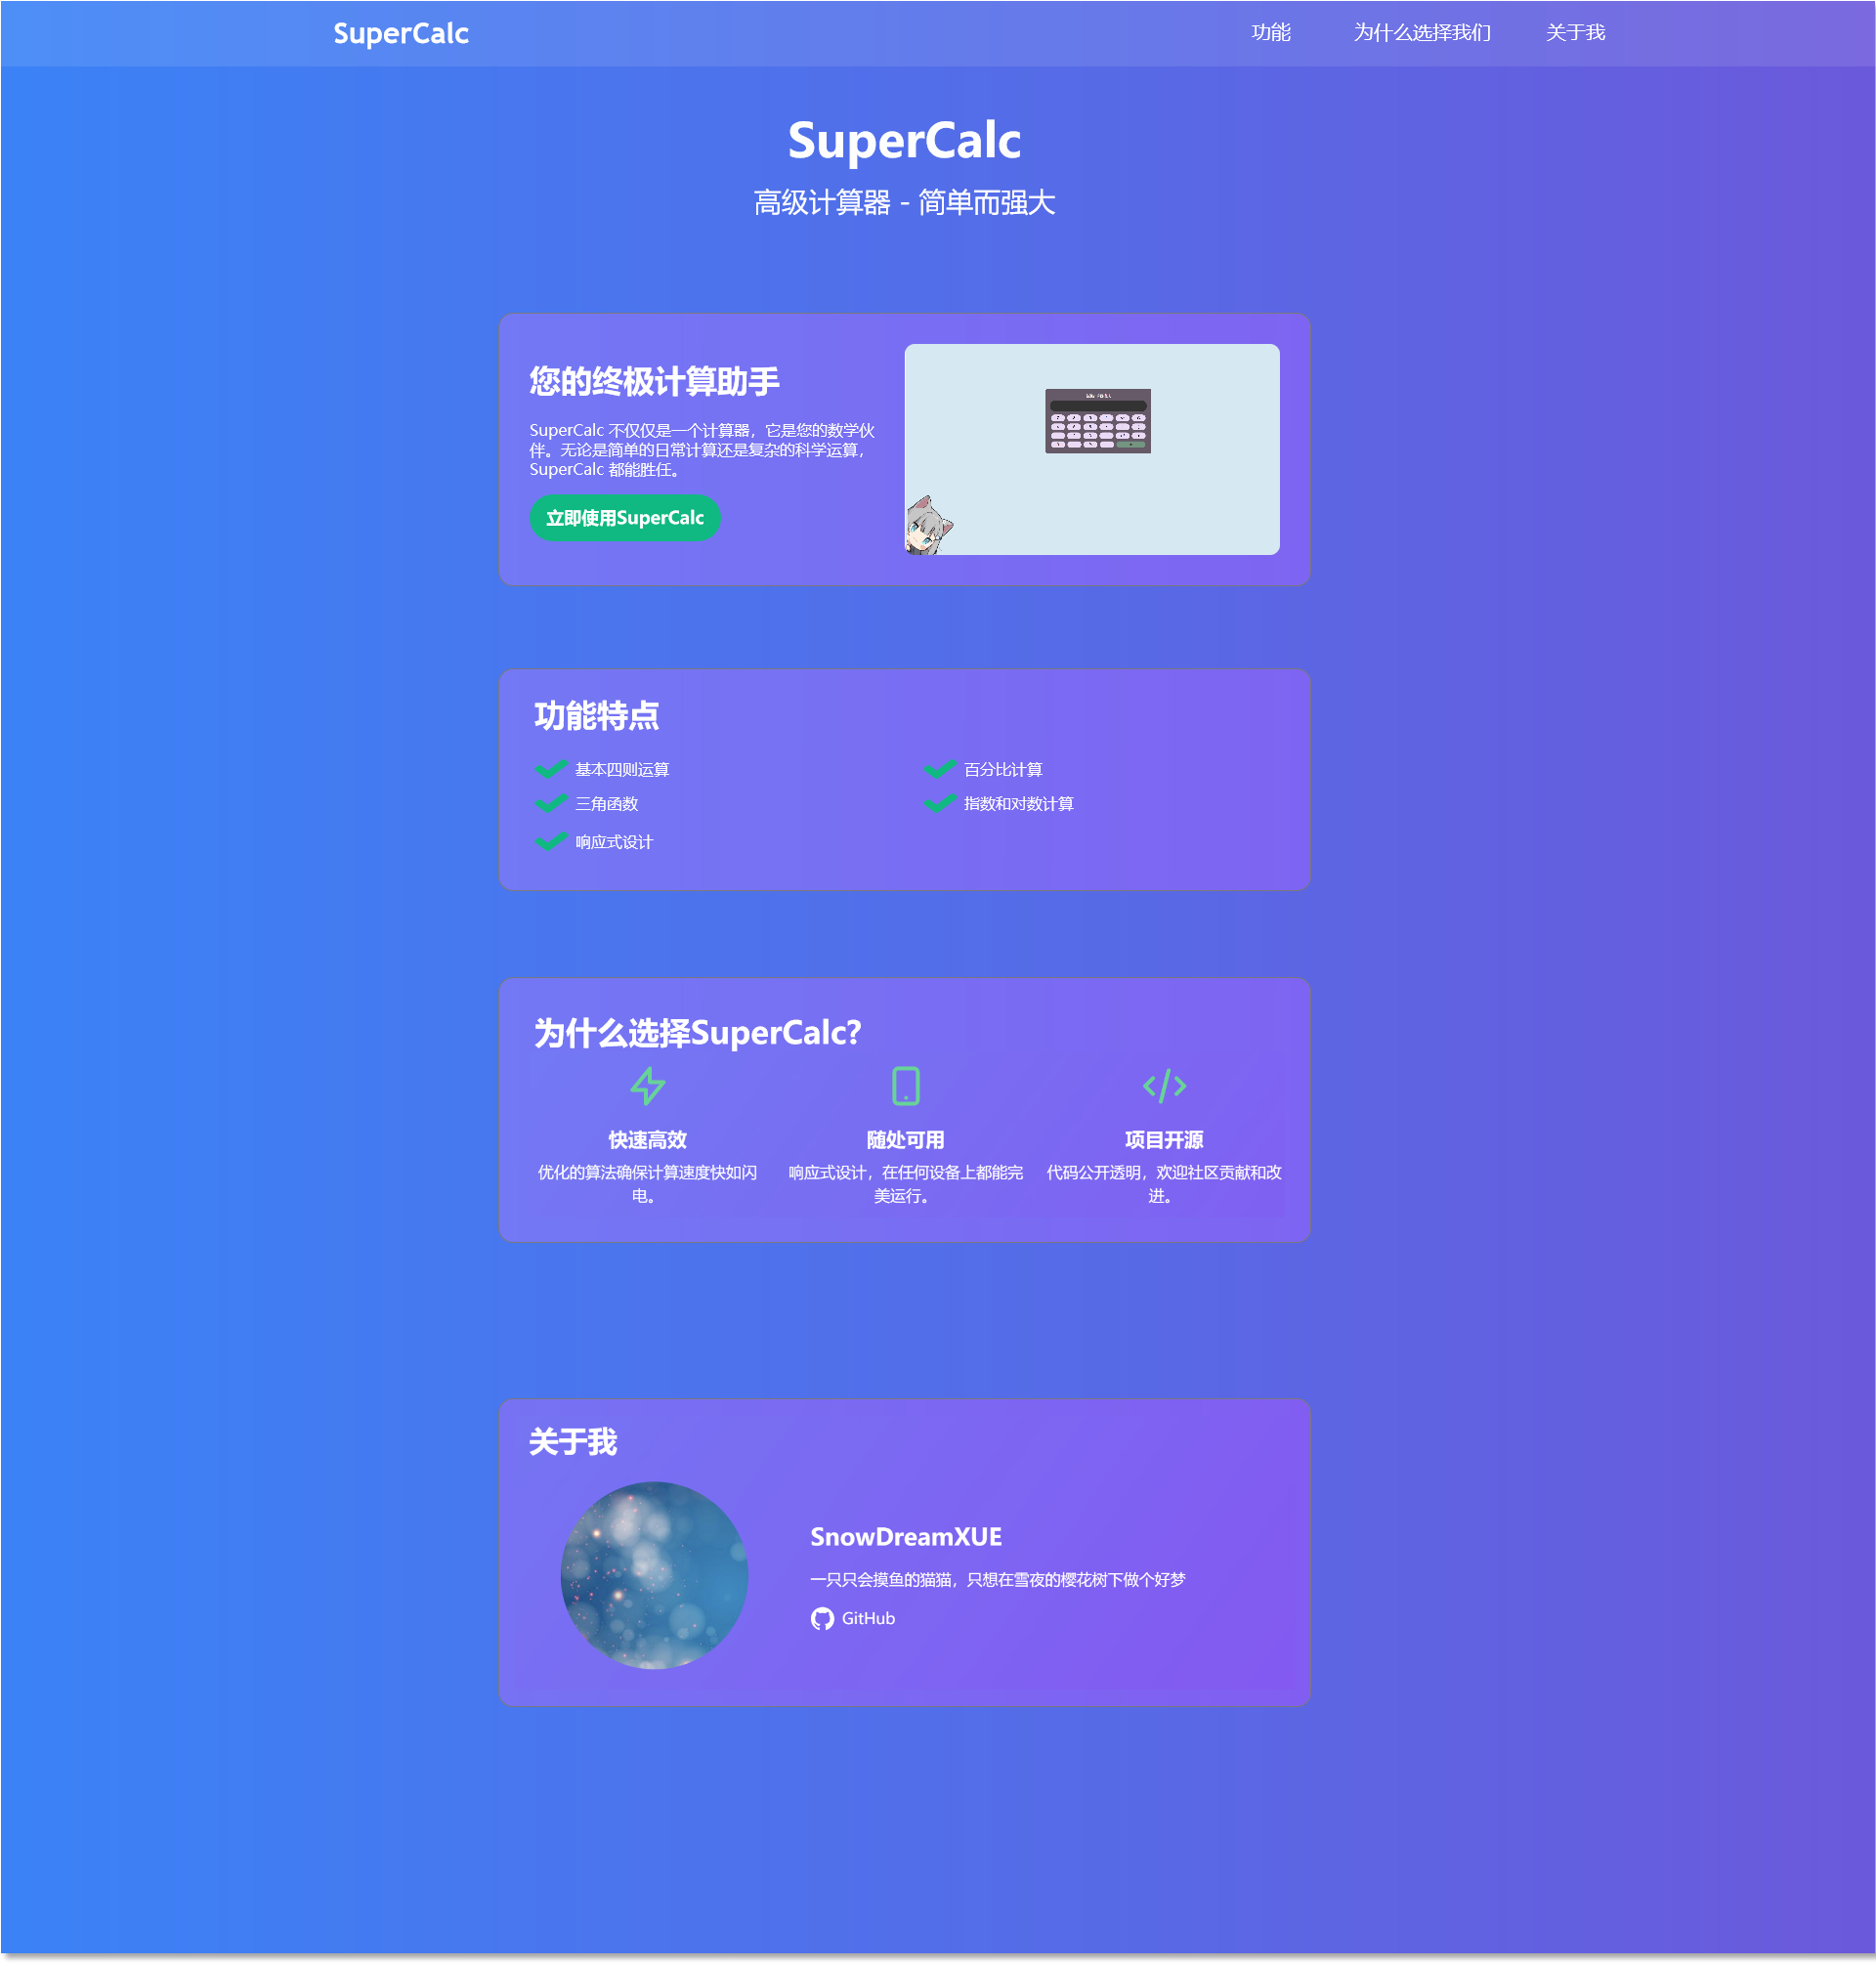 SuperCalc
功能 为什么选择我们 关于我
SuperCalc
高级计算器 - 简单而强大
您的终极计算助手
SuperCalc 不仅仅是一个计算器，它是您的数学伙
伴。无论是简单的日常计算还是复杂的科学运算，
SuperCalc 都能胜任。
立即使用SuperCalc
功能特点
基本四则运算
百分比计算
三角函数
指数和对数计算
响应式设计
为什么选择SuperCalc?
快速高效
优化的算法确保计算速度快如闪
电。
随处可用
响应式设计，在任何设备上都能完
美运行。
项目开源
代码公开透明，欢迎社区贡献和改
进。
关于我
SnowDreamXUE
一只只会摸鱼的猫猫，只想在雪夜的樱花树下做个好梦
GitHub